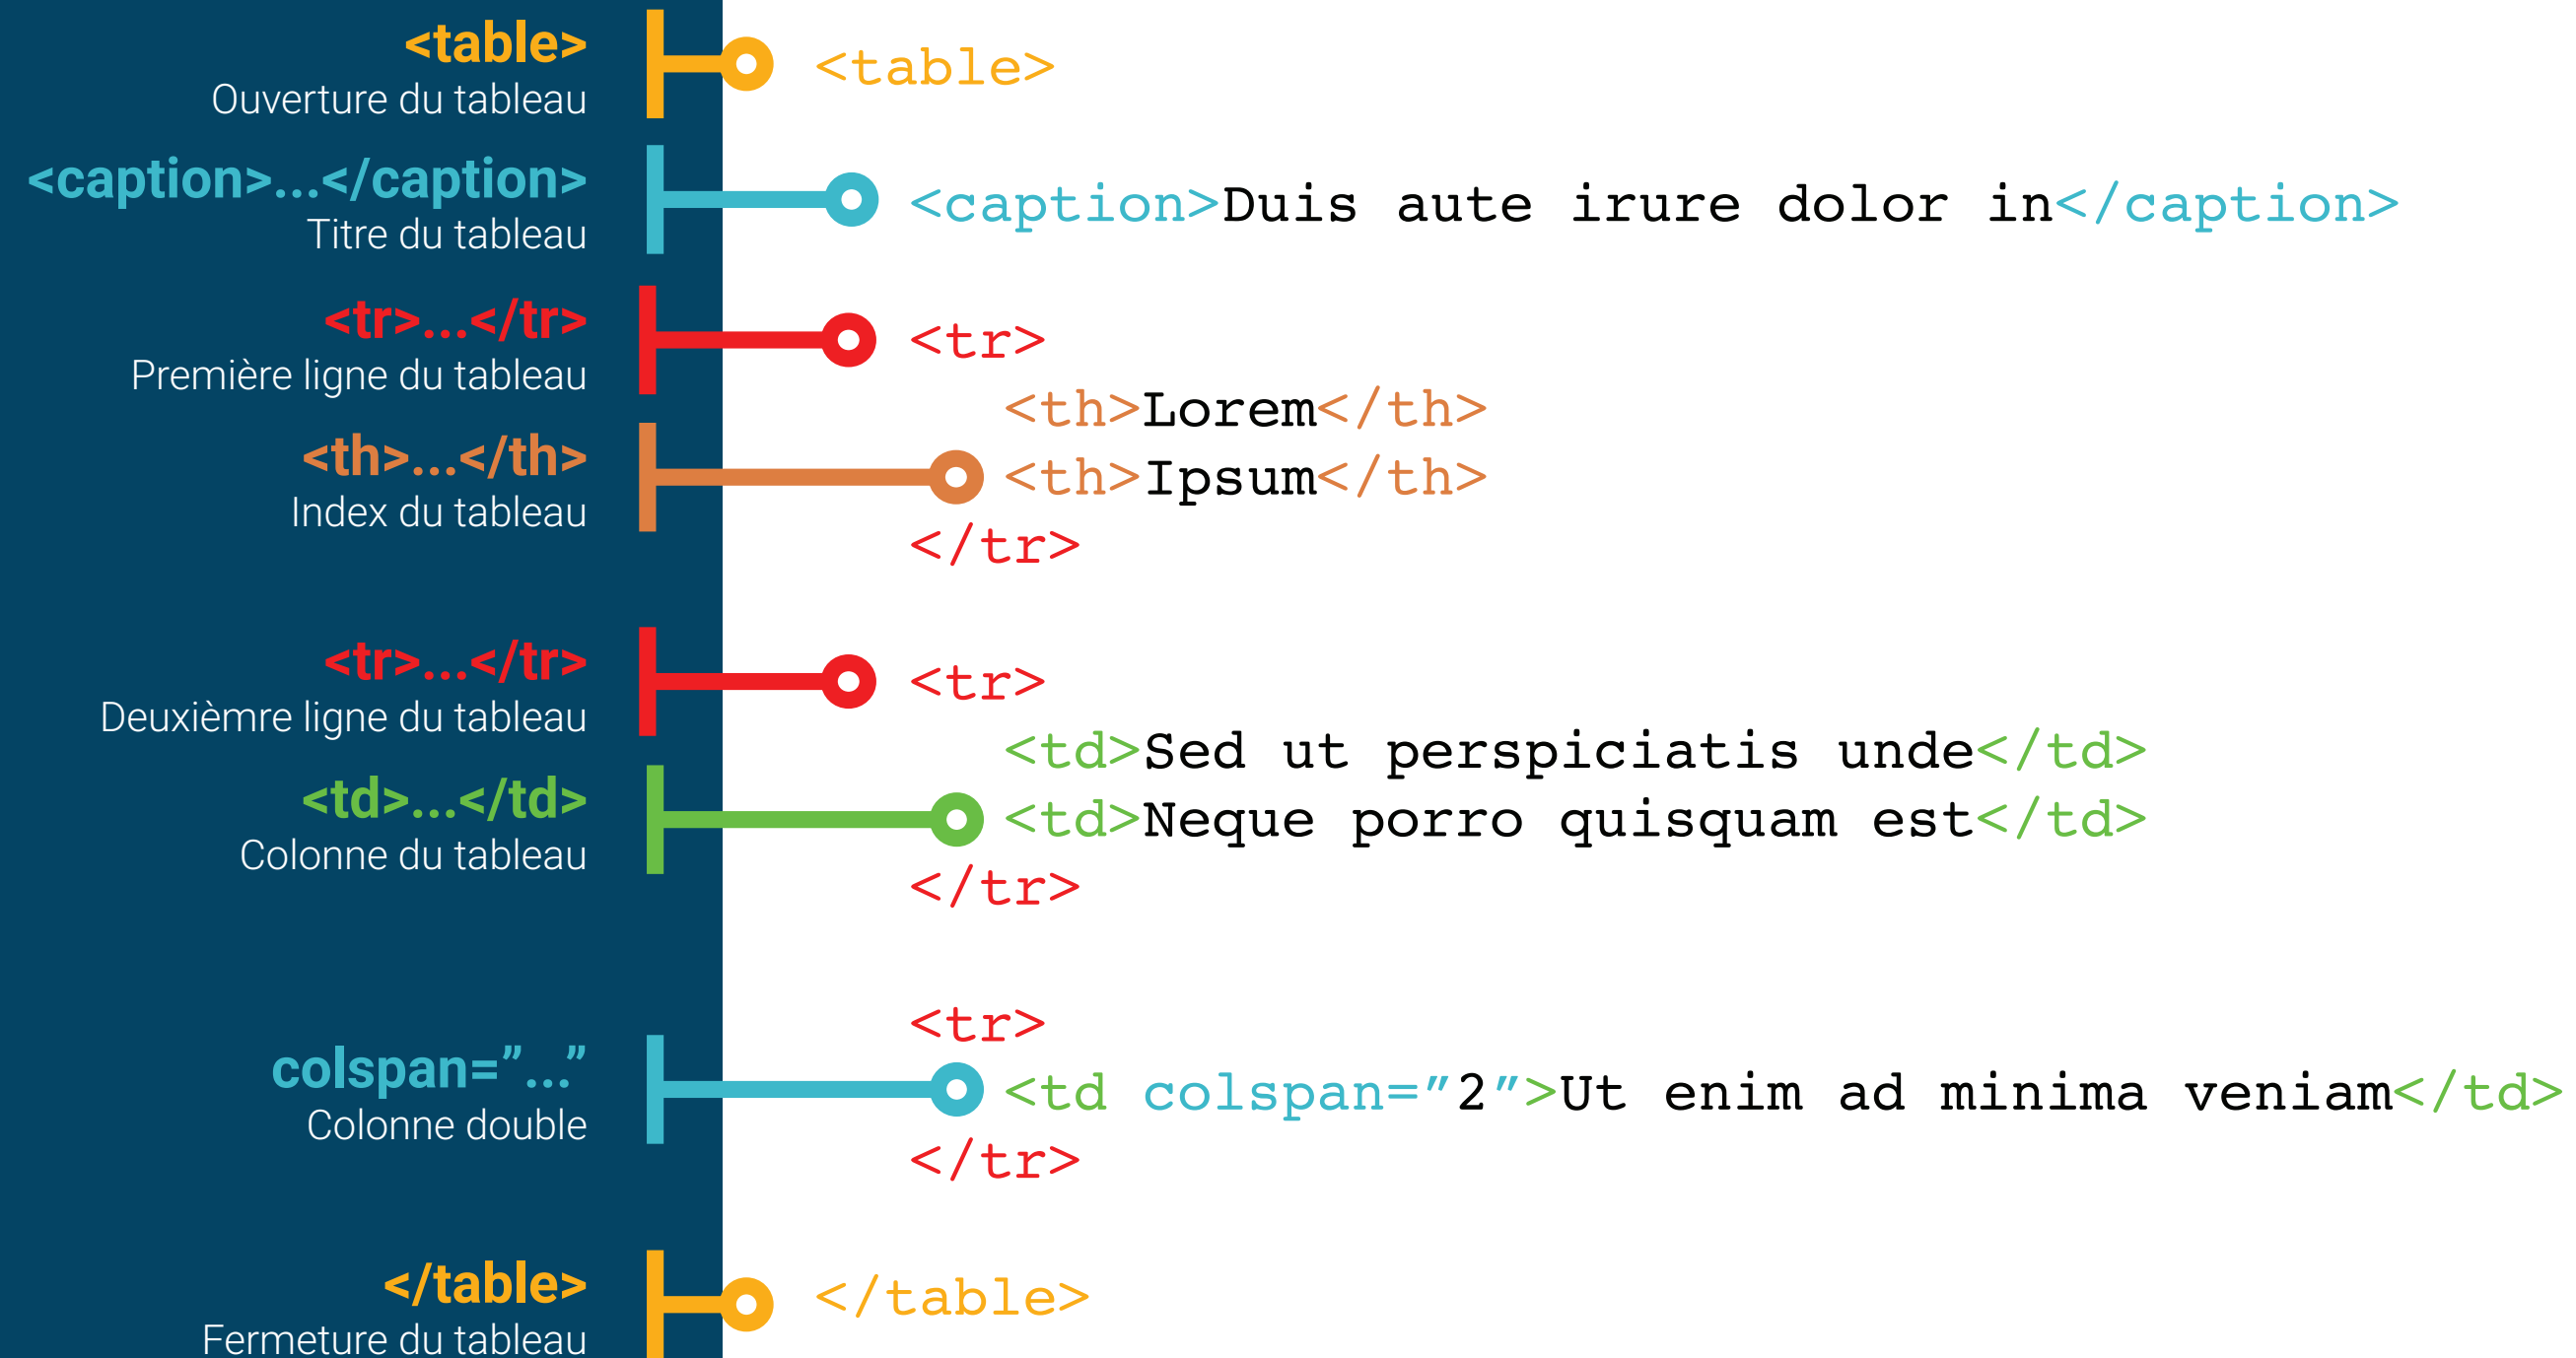 <table>
Ouverture du tableau
<caption>...</caption>
Titre du tableau
<tr>...</tr>
Première ligne du tableau
<th>...</th>
Index du tableau
<tr>...</tr>
Deuxièmre ligne du tableau
<td>...</td>
Colonne du tableau
colspan=”...”
Colonne double
</table>
Fermeture du tableau
<table>
<caption>Duis aute irure dolor in</caption>
<tr>
<th>Lorem</th>
<th>Ipsum</th>
</tr>
<tr>
<td>Sed ut perspiciatis unde</td>
<td>Neque porro quisquam est</td>
</tr>
<tr>
<td colspan=”2”>Ut enim ad minima veniam</td>
</tr>
</table>